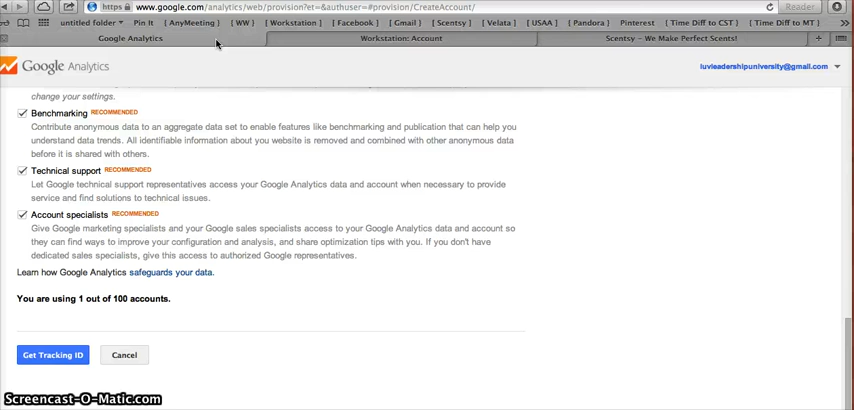 https
www.google.com/analytics/web/provision?et=&authuser=#provision/CreateAccount/
Reader
untitled folder Pin It { AnyMeeting } { WW } { Workstation } { Facebook } { Gmail } { Scentsy } { Velata } { USAA } { Pandora } Pinterest { Time Diff to CST } { Time Diff to MT }
Google Analytics Workstation: Account Scentsy – We Make Perfect Scents!
Google Analytics
luvleadershipuniversity@gmail.com
change your settings.
Benchmarking RECOMMENDED
Contribute anonymous data to an aggregate data set to enable features like benchmarking and publication that can help you
understand data trends. All identifiable information about you website is removed and combined with other anonymous data
before it is shared with others.
Technical support RECOMMENDED
Let Google technical support representatives access your Google Analytics data and account when necessary to provide
service and find solutions to technical issues.
Account specialists RECOMMENDED
Give Google marketing specialists and your Google sales specialists access to your Google Analytics data and account so
they can find ways to improve your configuration and analysis, and share optimization tips with you. If you don't have
dedicated sales specialists, give this access to authorized Google representatives.
Learn how Google Analytics safeguards your data.
You are using 1 out of 100 accounts.
Get Tracking ID Cancel
Screencast-O-Matic.com